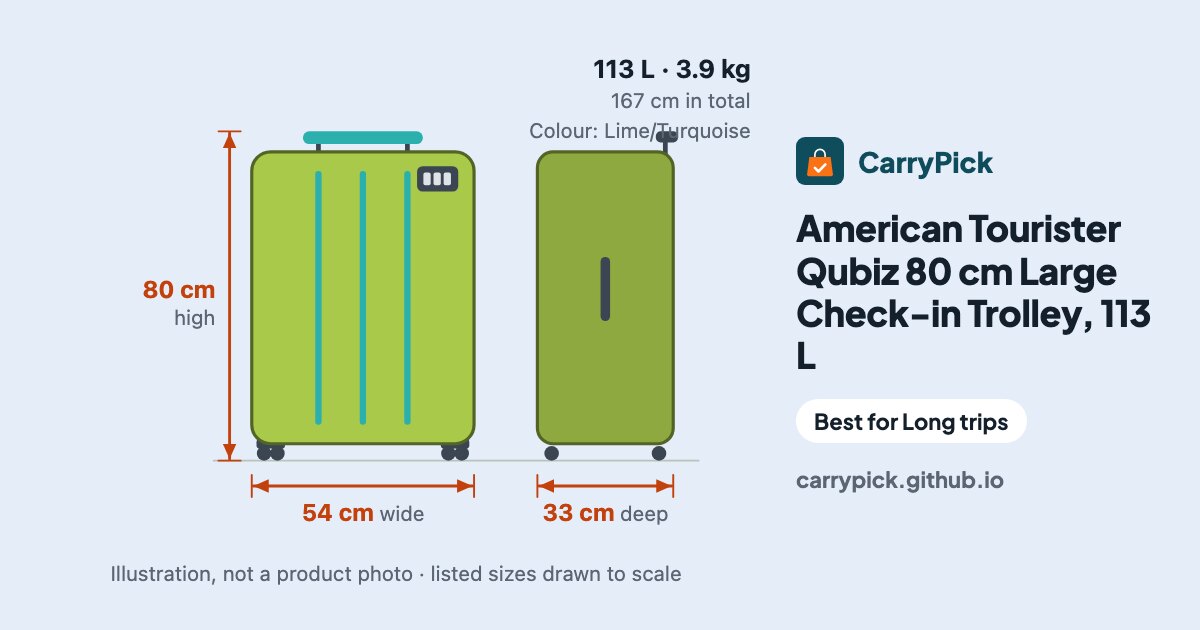 113 L · 3.9 kg
167 cm in total
Colour: Lime/Turquoise
80 cm
high
54 cm wide
33 cm deep
Illustration, not a product photo · listed sizes drawn to scale
CarryPick
American Tourister
Qubiz 80 cm Large
Check-in Trolley, 113
L
Best for Long trips
carrypick.github.io